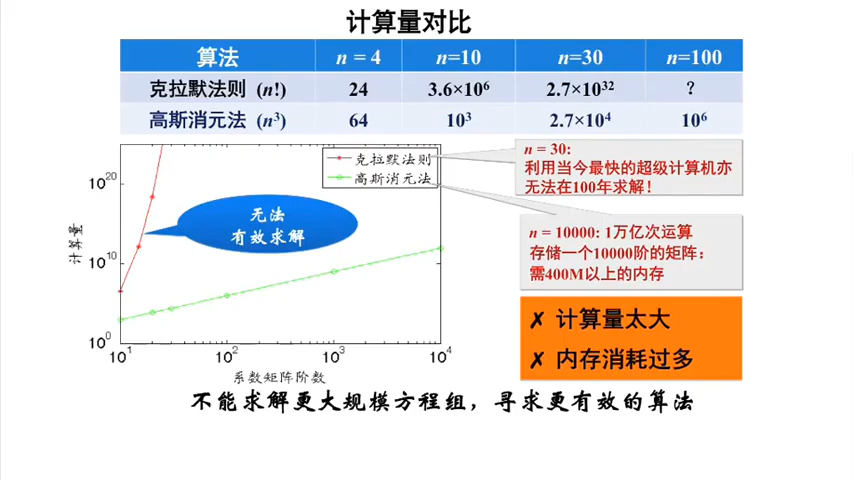 计算量对比
算法 n = 4 n=10 n=30 n=100
克拉默法则 (n!) 24 3.6×10⁶ 2.7×10³² ?
高斯消元法 (n³) 64 10³ 2.7×10⁴ 10⁶
克拉默法则
高斯消元法
10²⁰
10¹⁰
10⁰
10¹ 10² 10³ 10⁴
计算量
系数矩阵阶数
无法
有效求解
n = 30:
利用当今最快的超级计算机亦
无法在100年求解！
n = 10000: 1万亿次运算
存储一个10000阶的矩阵：
需400M以上的内存
✗ 计算量太大
✗ 内存消耗过多
不能求解更大规模方程组，寻求更有效的算法